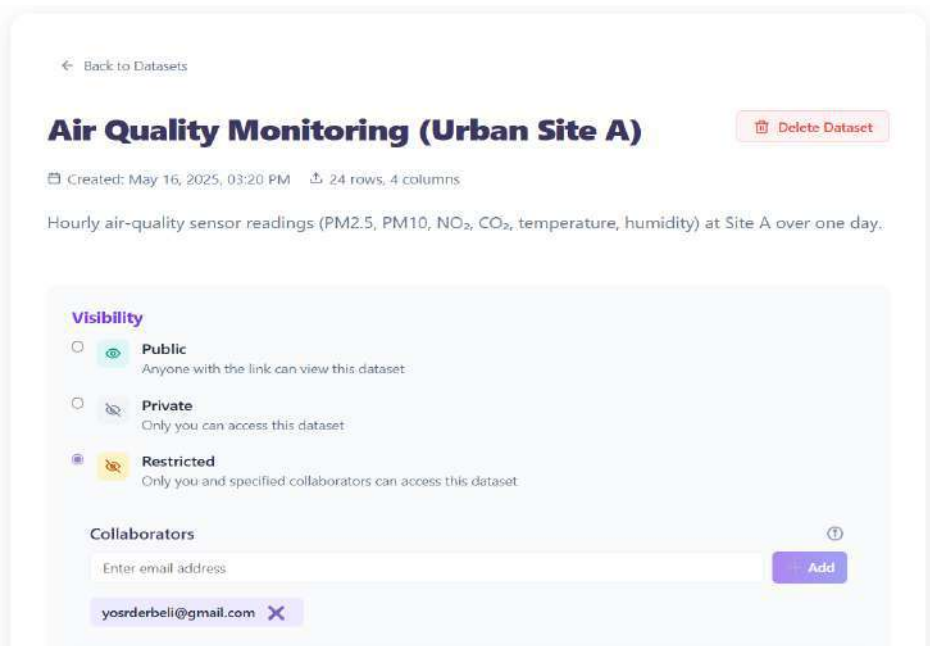 ← Back to Datasets
Air Quality Monitoring (Urban Site A)
Delete Dataset
Created: May 16, 2025, 03:20 PM 24 rows, 4 columns
Hourly air-quality sensor readings (PM2.5, PM10, NO₂, CO₂, temperature, humidity) at Site A over one day.
Visibility
Public
Anyone with the link can view this dataset
Private
Only you can access this dataset
Restricted
Only you and specified collaborators can access this dataset
Collaborators
Enter email address
+ Add
yosrderbeli@gmail.com